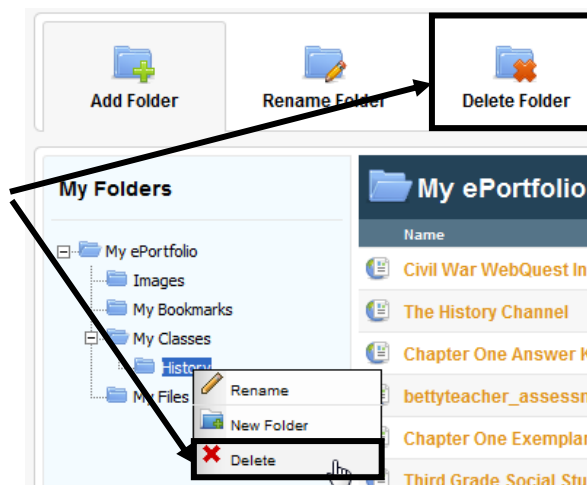 Add Folder
Rename Folder
Delete Folder
My Folders
My ePortfolio
Images
My Bookmarks
My Classes
History
My Files
Rename
New Folder
Delete
My ePortfolio
Name
Civil War WebQuest In
The History Channel
Chapter One Answer K
bettyteacher_assessm
Chapter One Exemplar
Third Grade Social Stu